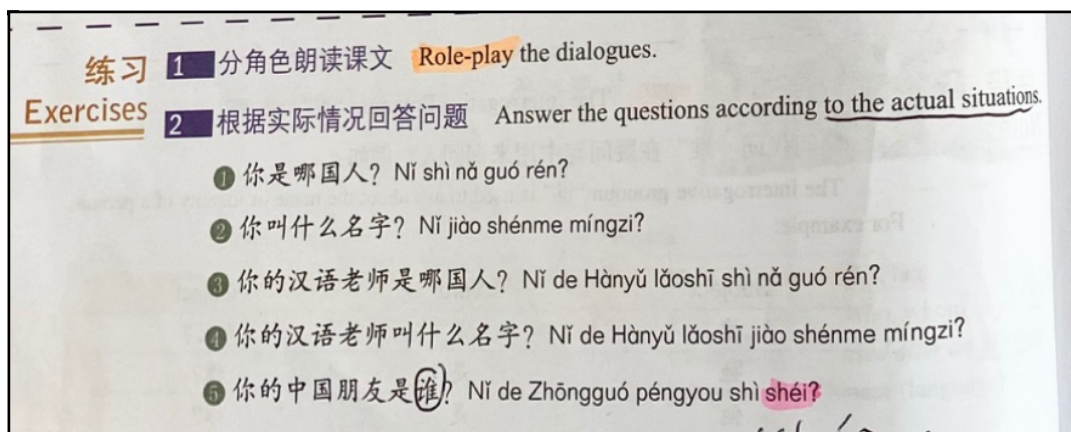 练习 1 分角色朗读课文 Role-play the dialogues.
Exercises
2 根据实际情况回答问题 Answer the questions according to the actual situations.
1 你是哪国人？ Nǐ shì nǎ guó rén?
2 你叫什么名字？ Nǐ jiào shénme míngzi?
3 你的汉语老师是哪国人？ Nǐ de Hànyǔ lǎoshī shì nǎ guó rén?
4 你的汉语老师叫什么名字？ Nǐ de Hànyǔ lǎoshī jiào shénme míngzi?
5 你的中国朋友是谁？ Nǐ de Zhōngguó péngyou shì shéi?